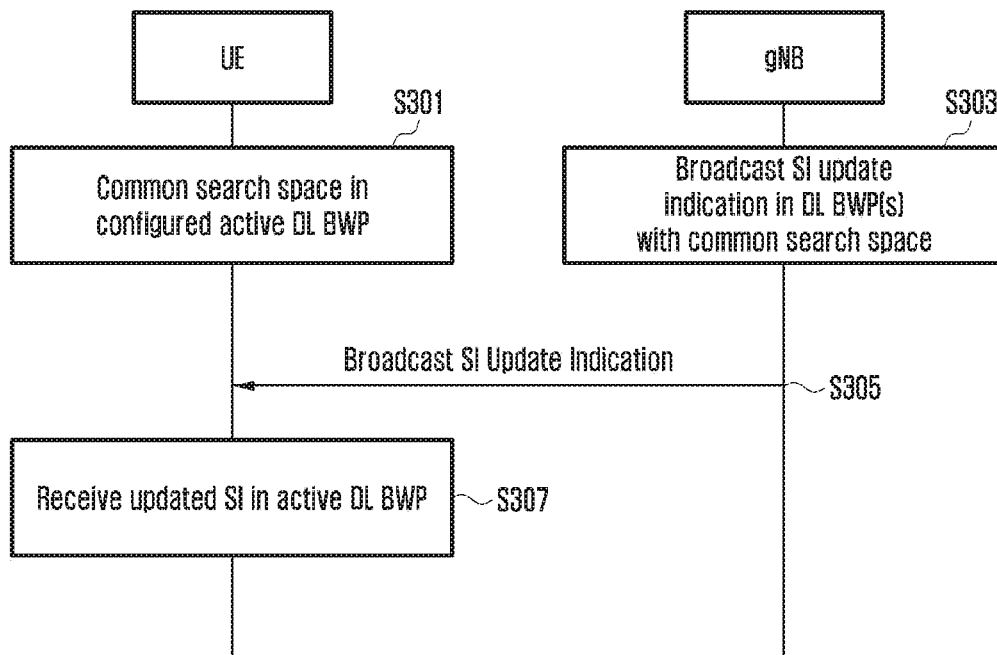 UE
gNB
S301
S303
Common search space in
configured active DL BWP
Broadcast SI update
indication in DL BWP(s)
with common search space
Broadcast SI Update Indication
S305
Receive updated SI in active DL BWP
S307